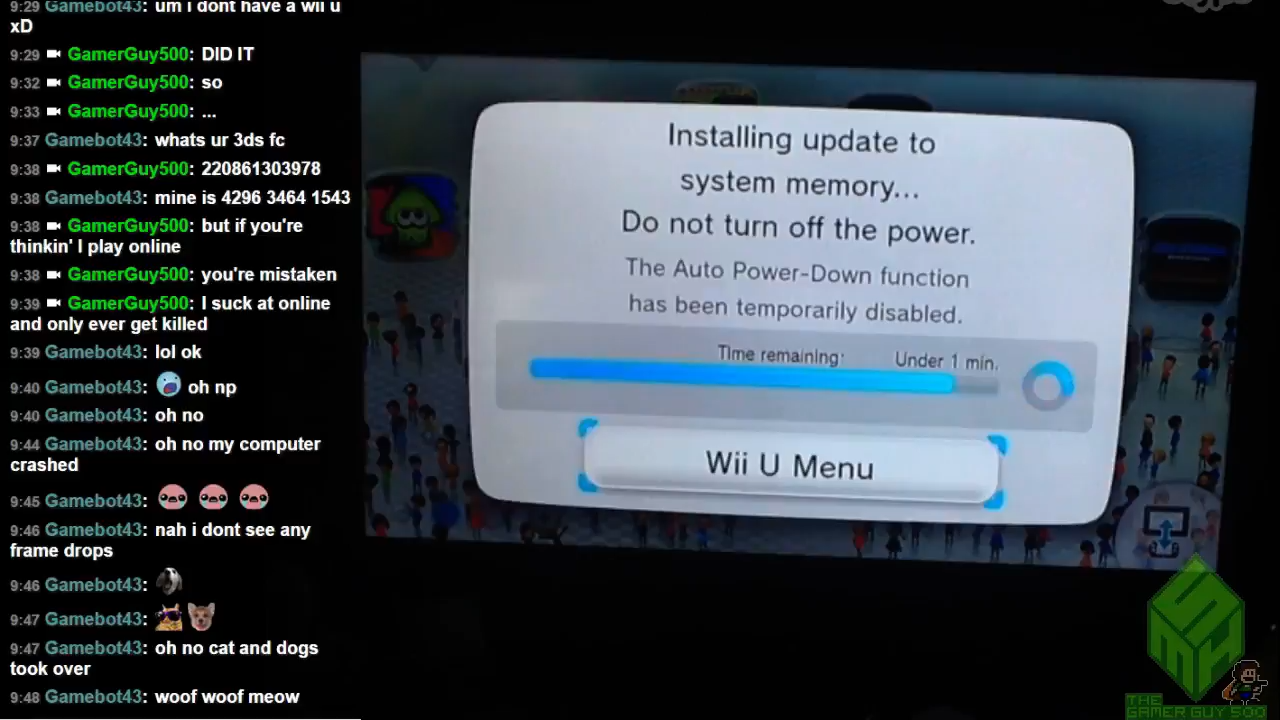 9:29 Gamebot43: um i dont have a wii u
xD
9:29 GamerGuy500: DID IT
9:32 GamerGuy500: so
9:33 GamerGuy500: ...
9:37 Gamebot43: whats ur 3ds fc
9:38 GamerGuy500: 220861303978
9:38 Gamebot43: mine is 4296 3464 1543
9:38 GamerGuy500: but if you're
thinkin' I play online
9:38 GamerGuy500: you're mistaken
9:39 GamerGuy500: I suck at online
and only ever get killed
9:39 Gamebot43: lol ok
9:40 Gamebot43: oh np
9:40 Gamebot43: oh no
9:44 Gamebot43: oh no my computer
crashed
9:45 Gamebot43:
9:46 Gamebot43: nah i dont see any
frame drops
9:46 Gamebot43:
9:47 Gamebot43:
9:47 Gamebot43: oh no cat and dogs
took over
9:48 Gamebot43: woof woof meow
Installing update to
system memory...
Do not turn off the power.
The Auto Power-Down function
has been temporarily disabled.
Time remaining: Under 1 min.
Wii U Menu
SMH
THE
GAMER GUY 500